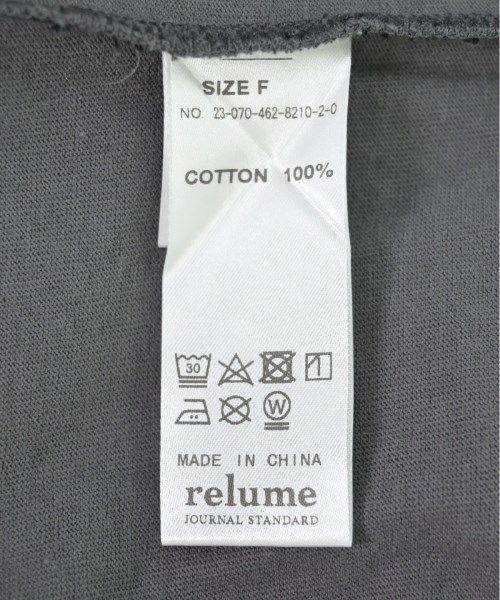 SIZE F
NO. 23-070-462-8210-2-0
COTTON 100%
30
W
MADE IN CHINA
relume
JOURNAL STANDARD